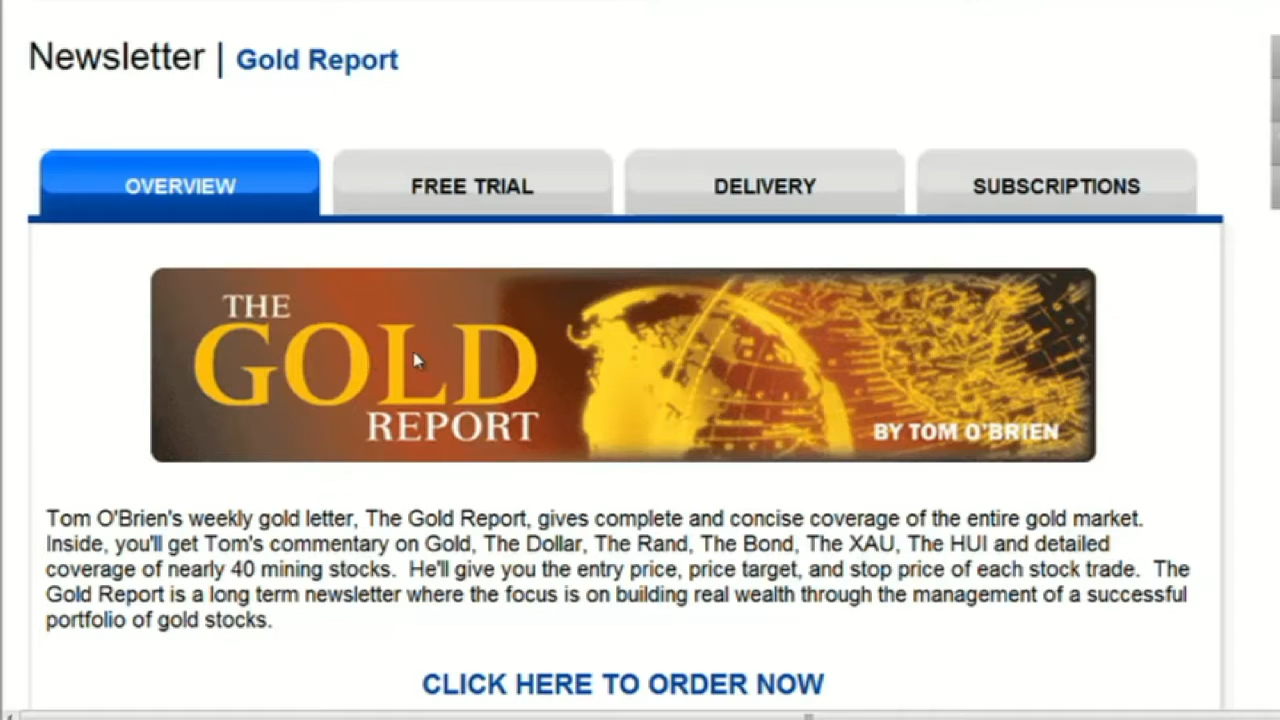 Newsletter | Gold Report
OVERVIEW FREE TRIAL DELIVERY SUBSCRIPTIONS
THE
GOLD
REPORT
BY TOM O'BRIEN
Tom O'Brien's weekly gold letter, The Gold Report, gives complete and concise coverage of the entire gold market.
Inside, you'll get Tom's commentary on Gold, The Dollar, The Rand, The Bond, The XAU, The HUI and detailed
coverage of nearly 40 mining stocks.  He'll give you the entry price, price target, and stop price of each stock trade.  The
Gold Report is a long term newsletter where the focus is on building real wealth through the management of a successful
portfolio of gold stocks.
CLICK HERE TO ORDER NOW